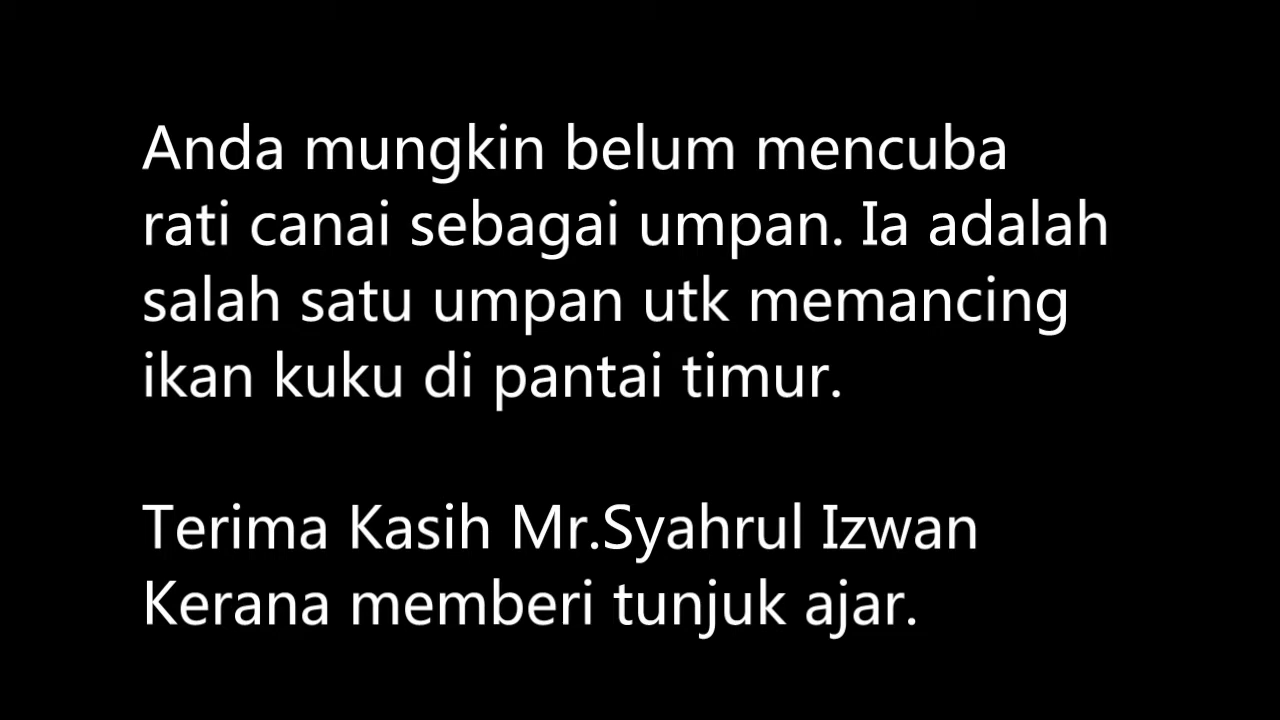 Anda mungkin belum mencuba
rati canai sebagai umpan. Ia adalah
salah satu umpan utk memancing
ikan kuku di pantai timur.
Terima Kasih Mr.Syahrul Izwan
Kerana memberi tunjuk ajar.